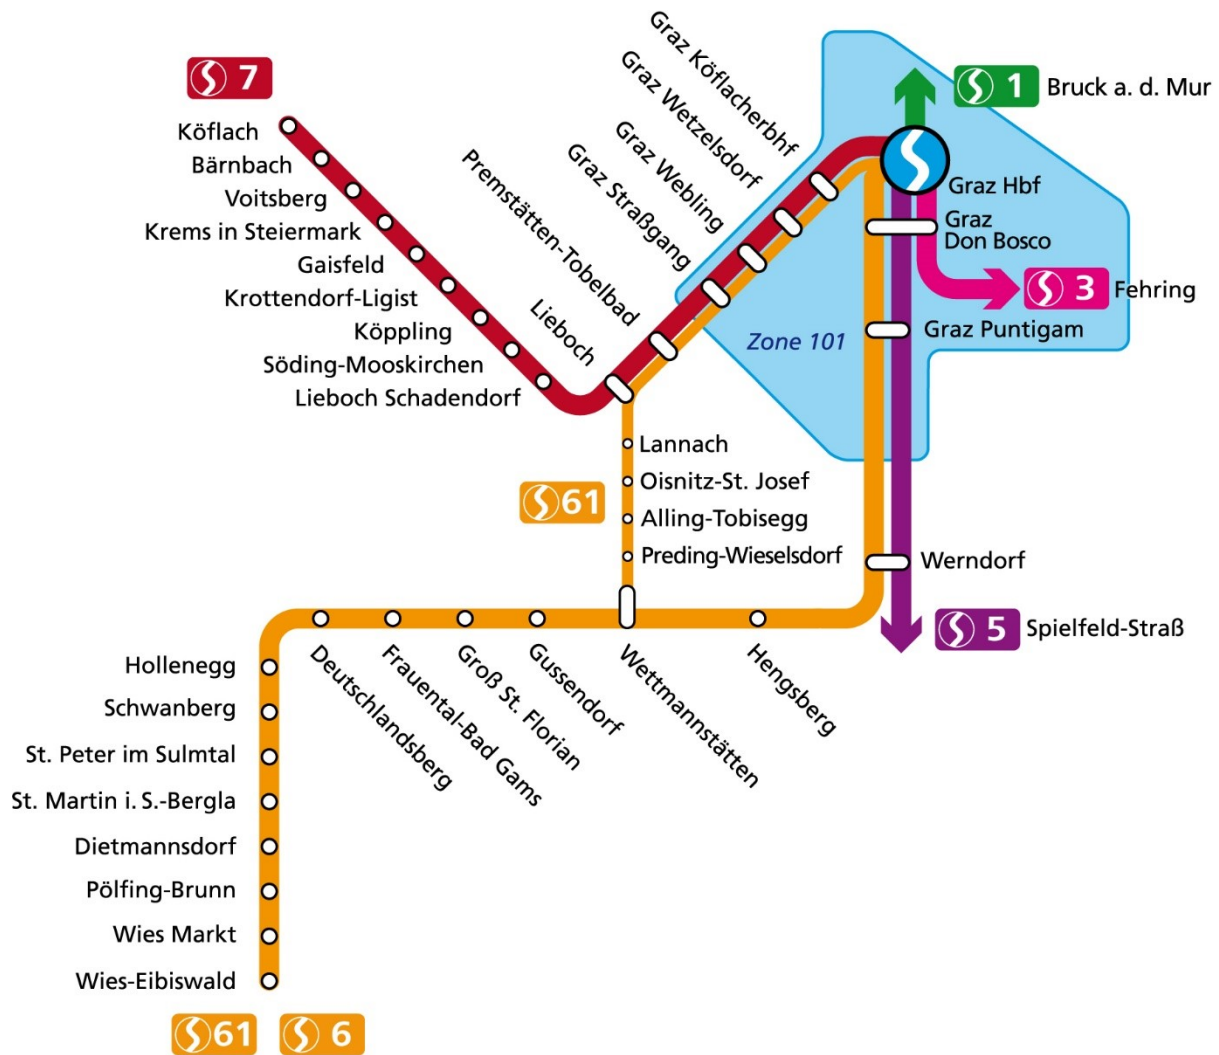 7
Köflach
Bärnbach
Voitsberg
Krems in Steiermark
Gaisfeld
Krottendorf-Ligist
Köppling
Söding-Mooskirchen
Lieboch Schadendorf
Lieboch
Premstätten-Tobelbad
Graz Straßgang
Graz Webling
Graz Wetzelsdorf
Graz Köflacherbhf
1 Bruck a. d. Mur
Graz Hbf
Graz
Don Bosco
3 Fehring
Zone 101
Graz Puntigam
Lannach
Oisnitz-St. Josef
61
Alling-Tobisegg
Preding-Wieselsdorf
Werndorf
5 Spielfeld-Straß
Deutschlandsberg
Frauental-Bad Gams
Groß St. Florian
Gussendorf
Wettmannstätten
Hengsberg
Hollenegg
Schwanberg
St. Peter im Sulmtal
St. Martin i. S.-Bergla
Dietmannsdorf
Pölfing-Brunn
Wies Markt
Wies-Eibiswald
61 6